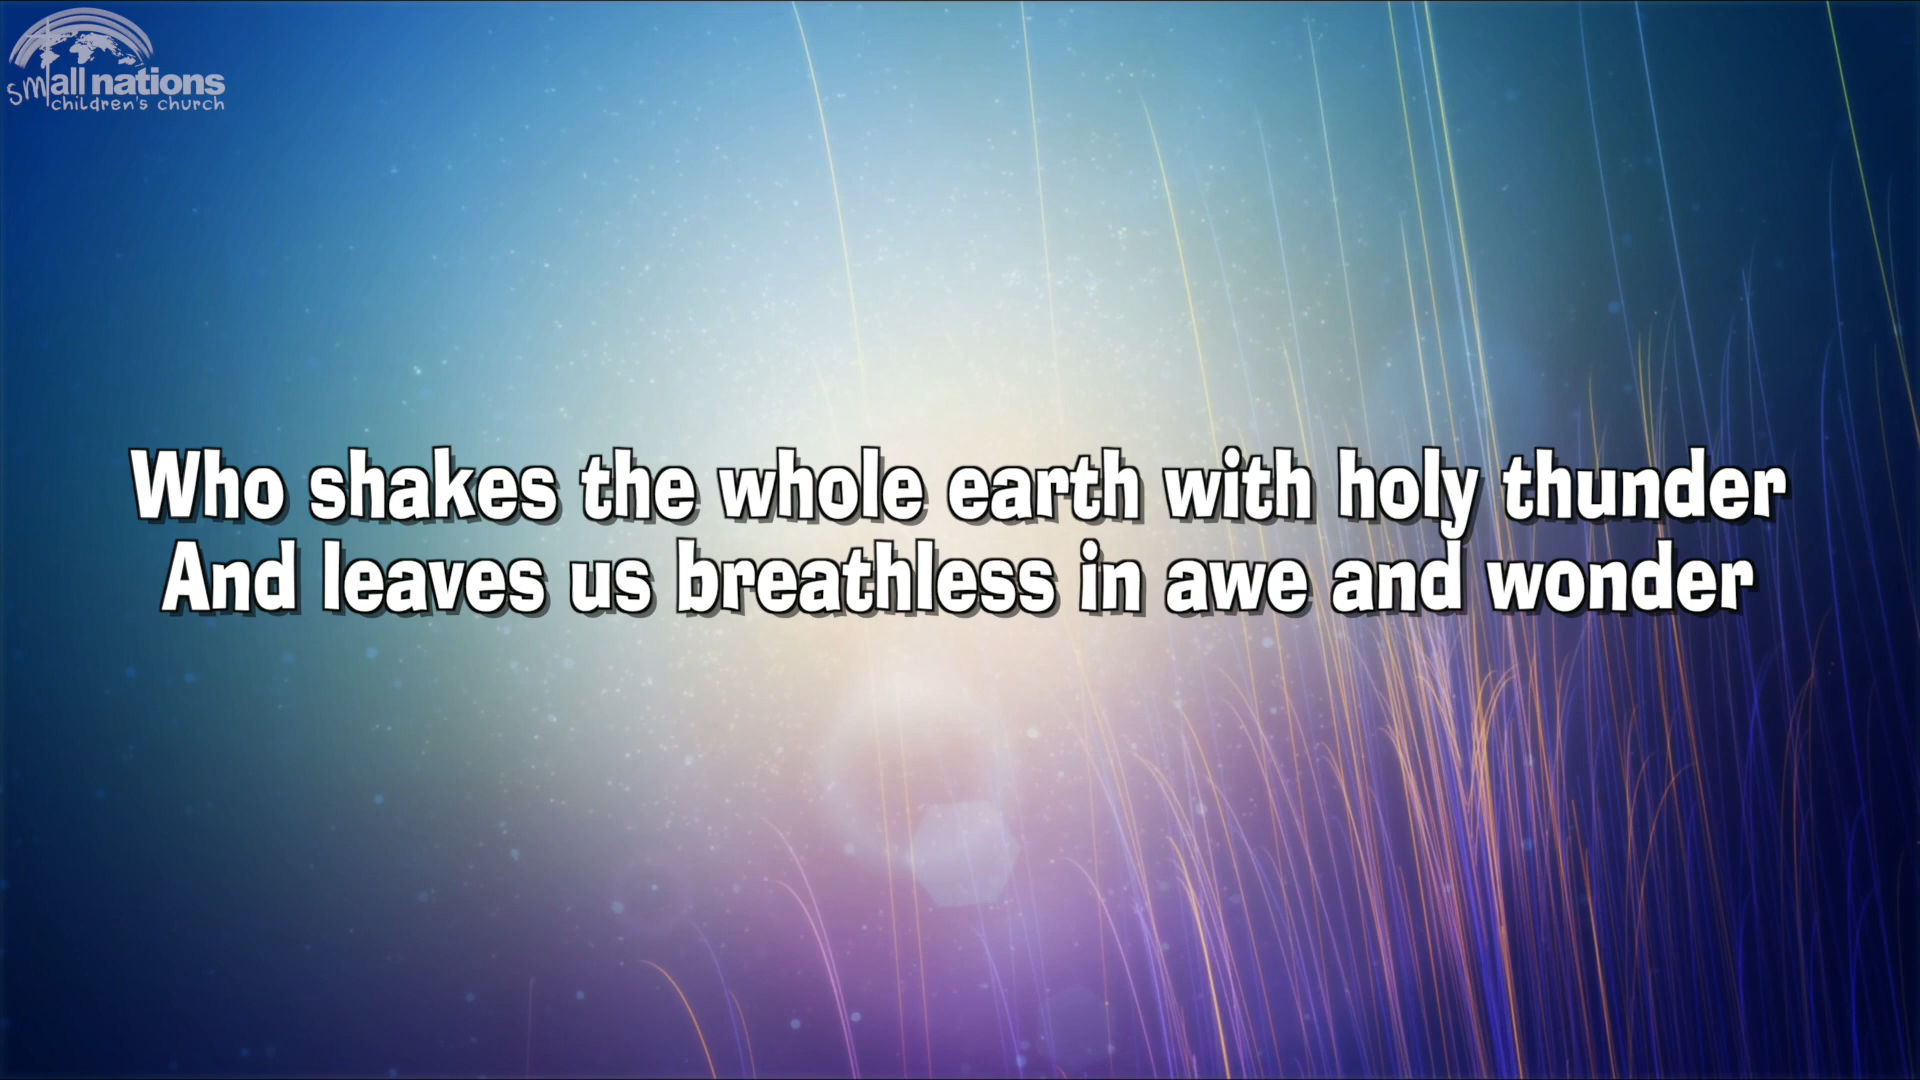 small nations
children's church
Who shakes the whole earth with holy thunder
And leaves us breathless in awe and wonder